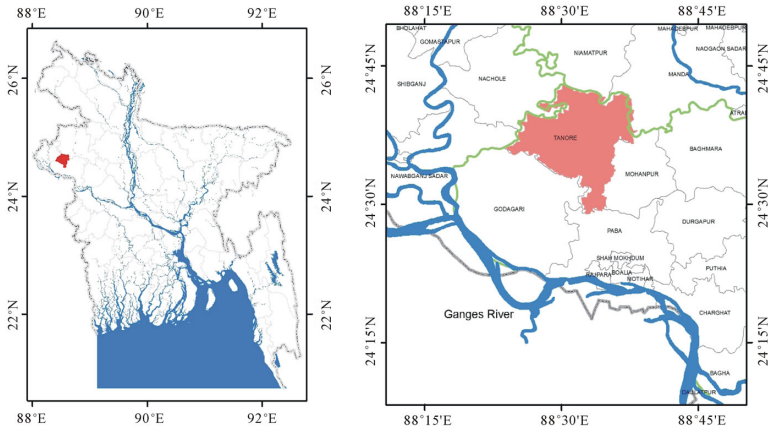 88°E 90°E 92°E
26°N 26°N
24°N 24°N
22°N 22°N
88°E 90°E 92°E
88°15'E 88°30'E 88°45'E
24°45'N 24°45'N
24°30'N 24°30'N
24°15'N 24°15'N
88°15'E 88°30'E 88°45'E
BHOLAHAT
GOMASTAPUR
NIAMATPUR
MAHADEBPUR
MAHADEBPUR
NAOGAON SADAR
SHIBGANJ
NACHOLE
MANDA
ATRAI
TANORE
BAGHMARA
NAWABGANJ SADAR
MOHANPUR
GODAGARI
DURGAPUR
PABA
SHAH MOKHDUM
RAJPARA
BOALIA
MOTIHAR
PUTHIA
Ganges River
CHARGHAT
BAGHA
DAULATPUR